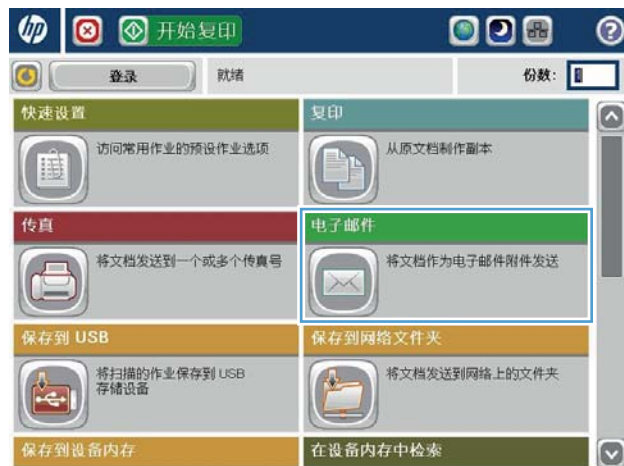 hp
开始复印
?
登录
就绪
份数:
快速设置
复印
访问常用作业的预设作业选项
从原文档制作副本
传真
电子邮件
将文档发送到一个或多个传真号
将文档作为电子邮件附件发送
保存到 USB
保存到网络文件夹
将扫描的作业保存到 USB
存储设备
将文档发送到网络上的文件夹
保存到设备内存
在设备内存中检索